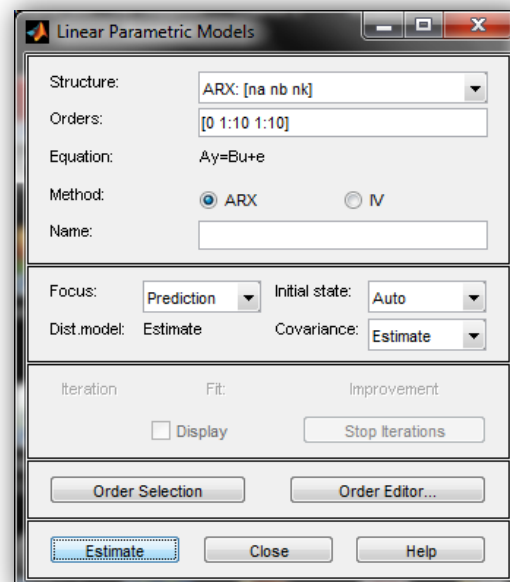 Linear Parametric Models
Structure: ARX: [na nb nk]
Orders: [0 1:10 1:10]
Equation: Ay=Bu+e
Method: ARX IV
Name:
Focus: Prediction Initial state: Auto
Dist.model: Estimate Covariance: Estimate
Iteration Fit: Improvement
Display Stop Iterations
Order Selection Order Editor...
Estimate Close Help